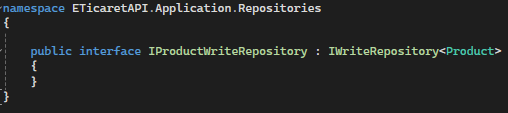 namespace ETicaretAPI.Application.Repositories
{
public interface IProductWriteRepository : IWriteRepository<Product>
{
}
}